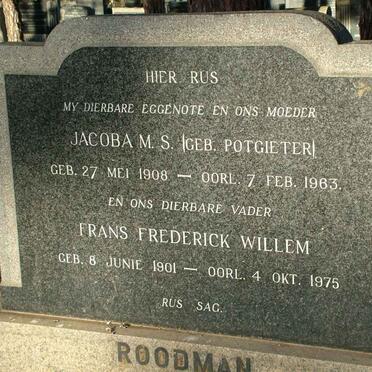 HIER RUS
MY DIERBARE EGGENOTE EN ONS MOEDER
JACOBA M. S. (GEB. POTGIETER)
GEB. 27 MEI 1908 — OORL. 7 FEB. 1963.
EN ONS DIERBARE VADER
FRANS FREDERICK WILLEM
GEB. 8 JUNIE 1901 — OORL. 4 OKT. 1975
RUS SAG.
ROODMAN